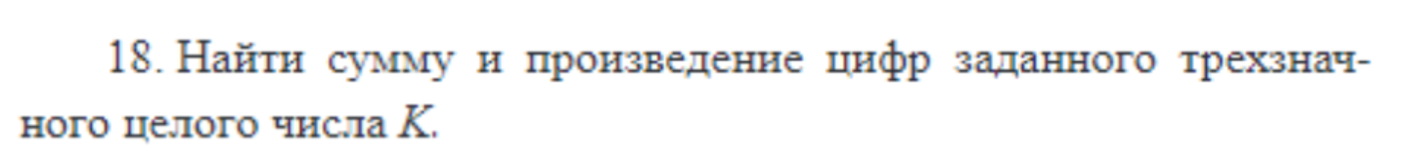 18. Найти сумму и произведение цифр заданного трехзнач-
ного целого числа K.